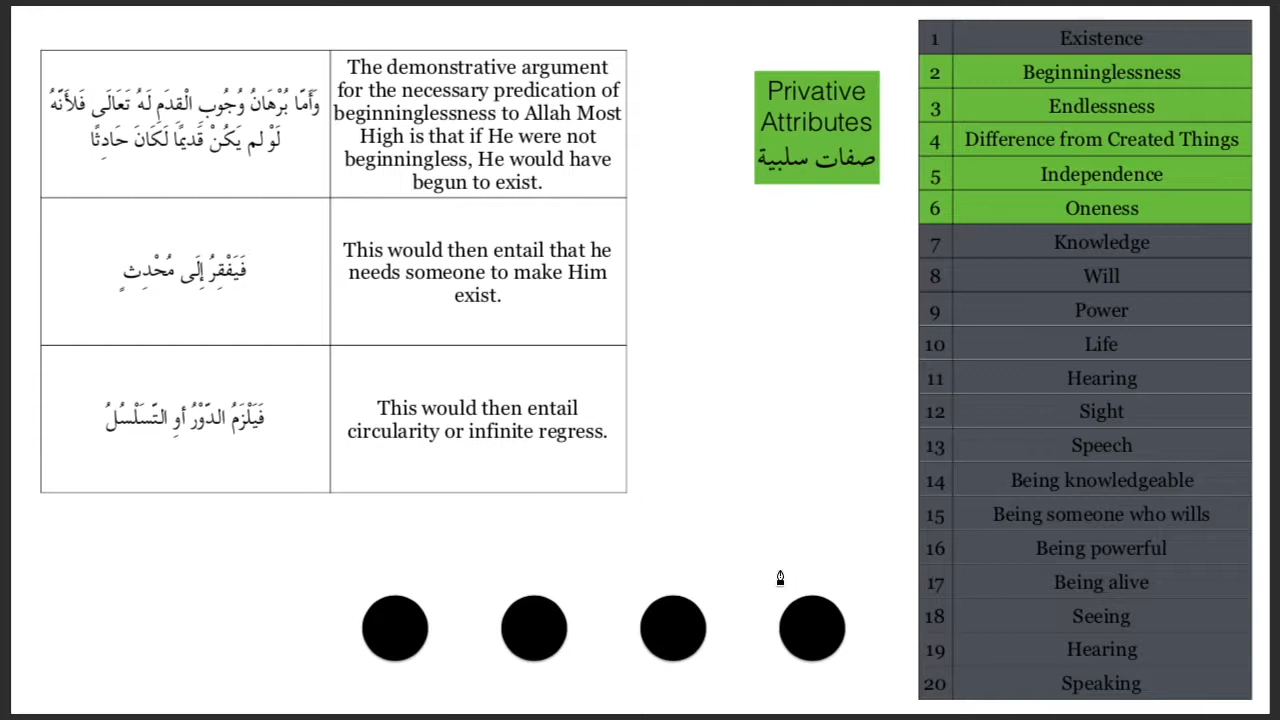 وَأَمَّا بُرْهَانُ وُجُوبِ الْقِدَمِ لَهُ تَعَالَى فَلأَنَّهُ
لَوْ لم يَكُنْ قَدِيمًا لَكَانَ حَادِثًا
The demonstrative argument
for the necessary predication of
beginninglessness to Allah Most
High is that if He were not
beginningless, He would have
begun to exist.
فَيَفْقِرُ إِلَى مُحْدِثٍ
This would then entail that he
needs someone to make Him
exist.
فَيَلْزَمُ الدَّوْرُ أوِ التَّسَلْسُلُ
This would then entail
circularity or infinite regress.
Privative
Attributes
صفات سلبية
1 Existence
2 Beginninglessness
3 Endlessness
4 Difference from Created Things
5 Independence
6 Oneness
7 Knowledge
8 Will
9 Power
10 Life
11 Hearing
12 Sight
13 Speech
14 Being knowledgeable
15 Being someone who wills
16 Being powerful
17 Being alive
18 Seeing
19 Hearing
20 Speaking